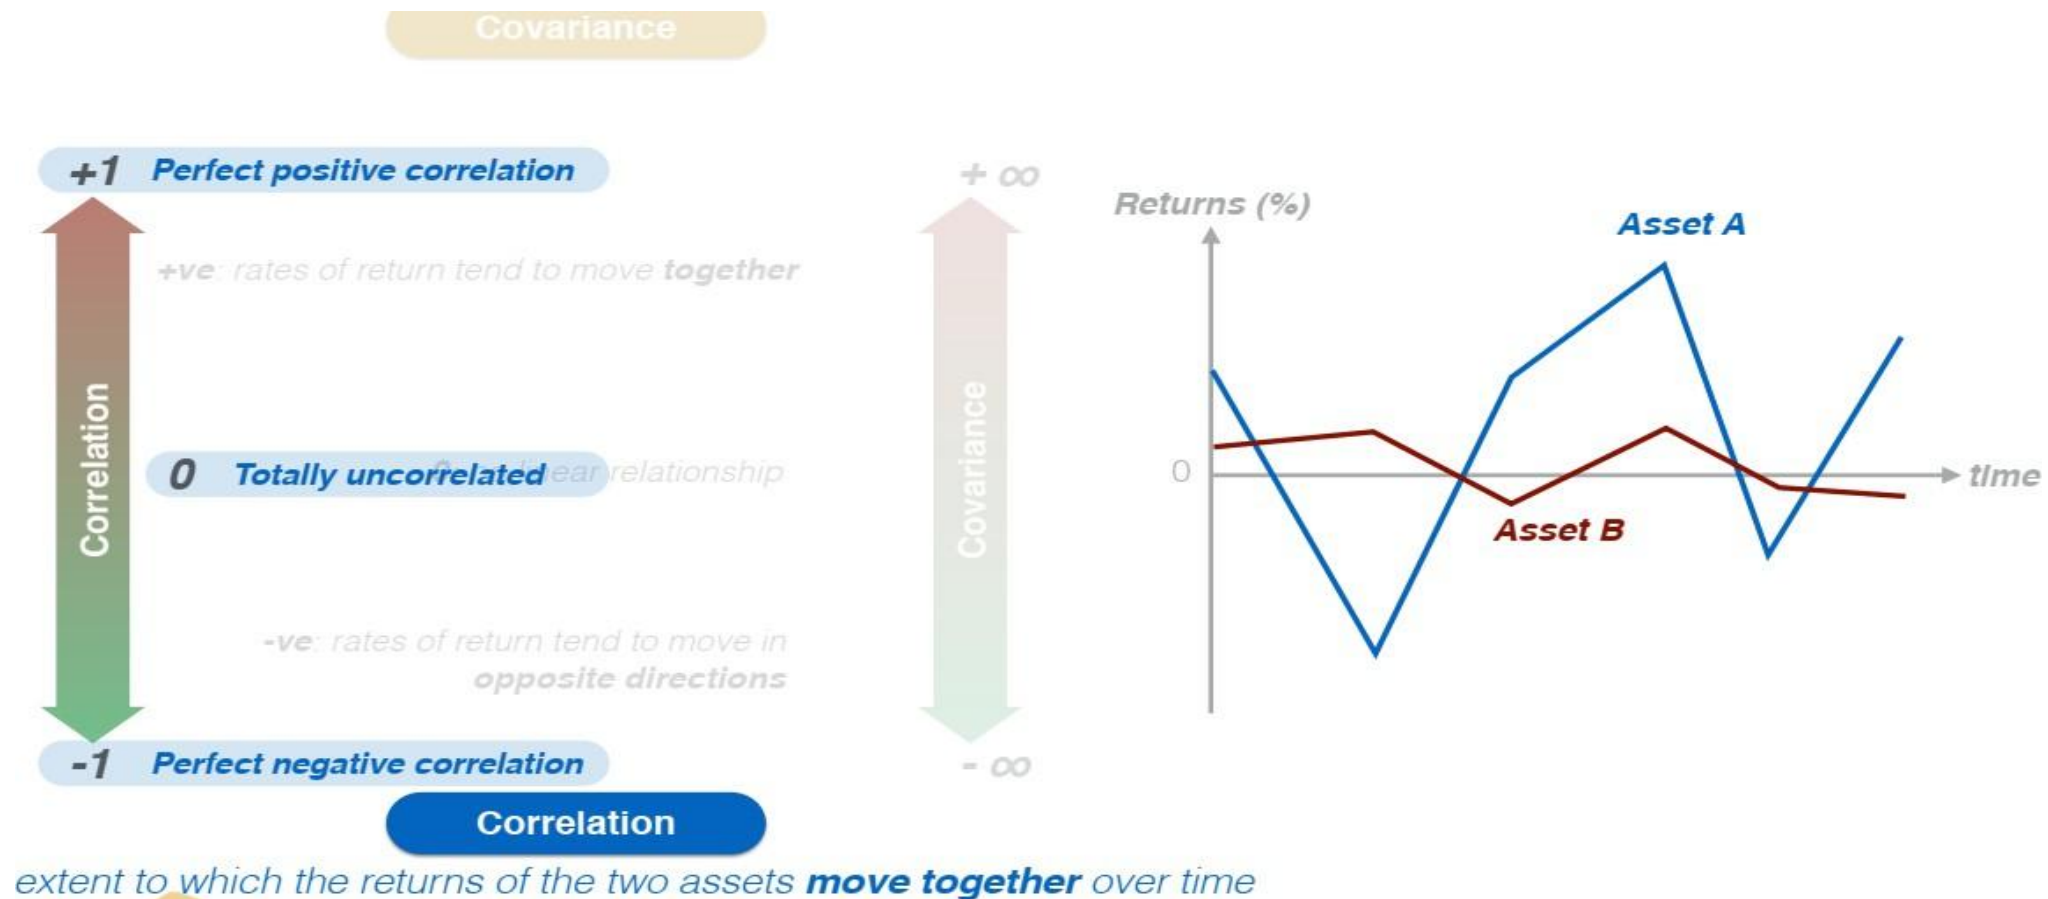 Covariance
+1 Perfect positive correlation
+ve: rates of return tend to move together
Correlation
0 Totally uncorrelated
linear relationship
-ve: rates of return tend to move in
opposite directions
-1 Perfect negative correlation
+ ∞
Covariance
- ∞
Returns (%)
Asset A
0
time
Asset B
Correlation
extent to which the returns of the two assets move together over time